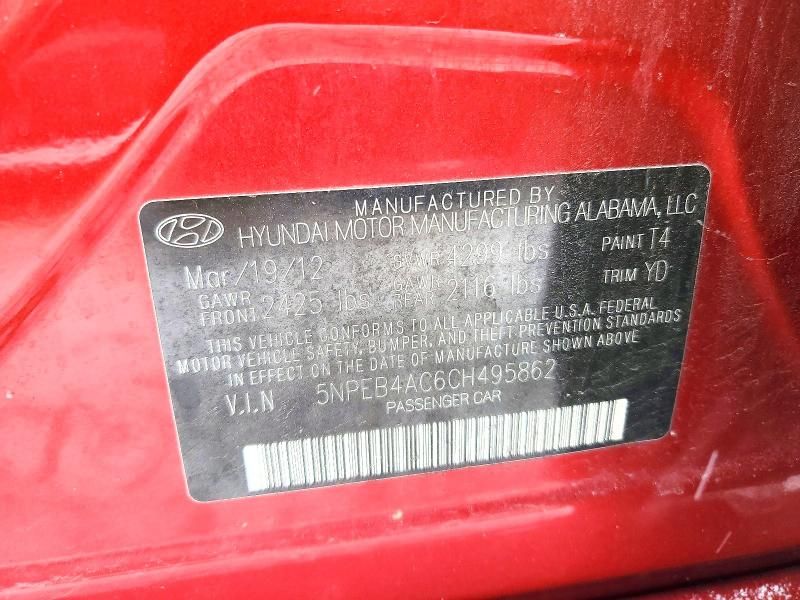 MANUFACTURED BY
HYUNDAI MOTOR MANUFACTURING ALABAMA, LLC
Mar/19/12 GVWR 4299 lbs PAINT T4
GAWR FRONT 2425 lbs GAWR REAR 2116 lbs TRIM YD
THIS VEHICLE CONFORMS TO ALL APPLICABLE U.S.A. FEDERAL
MOTOR VEHICLE SAFETY, BUMPER, AND THEFT PREVENTION STANDARDS
IN EFFECT ON THE DATE OF MANUFACTURE SHOWN ABOVE
V.I.N 5NPEB4AC6CH495862
PASSENGER CAR